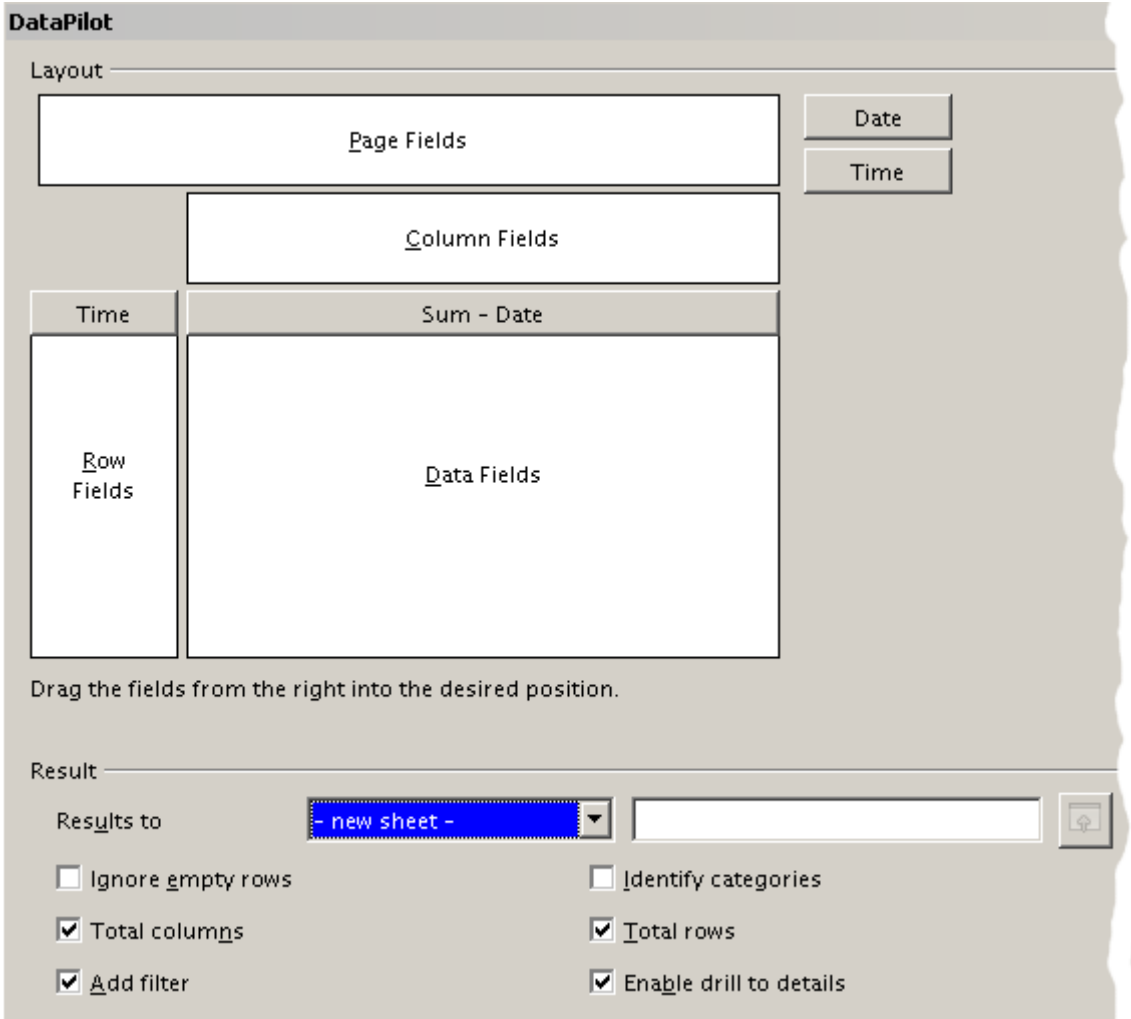 DataPilot
Layout
Page Fields
Date
Time
Column Fields
Time
Sum - Date
Row
Fields
Data Fields
Drag the fields from the right into the desired position.
Result
Results to
- new sheet -
Ignore empty rows
Identify categories
Total columns
Total rows
Add filter
Enable drill to details